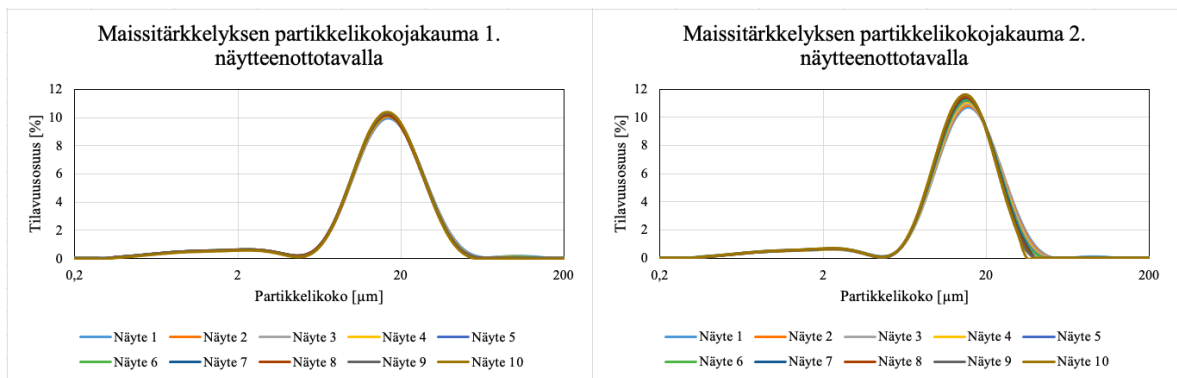 Maissitärkkelyksen partikkelikokojakauma 1.
näytteenottotavalla
Tilavuusosuus [%]
12
10
8
6
4
2
0
0,2 2 20 200
Partikkelikoko [µm]
Näyte 1 Näyte 2 Näyte 3 Näyte 4 Näyte 5
Näyte 6 Näyte 7 Näyte 8 Näyte 9 Näyte 10
Maissitärkkelyksen partikkelikokojakauma 2.
näytteenottotavalla
Tilavuusosuus [%]
12
10
8
6
4
2
0
0,2 2 20 200
Partikkelikoko [µm]
Näyte 1 Näyte 2 Näyte 3 Näyte 4 Näyte 5
Näyte 6 Näyte 7 Näyte 8 Näyte 9 Näyte 10